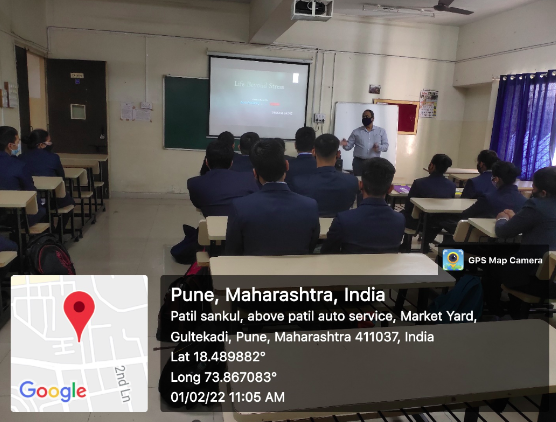 GPS Map Camera
Pune, Maharashtra, India
Patil sankul, above patil auto service, Market Yard,
Gultekadi, Pune, Maharashtra 411037, India
Lat 18.489882°
Long 73.867083°
01/02/22 11:05 AM
Google
2nd Ln